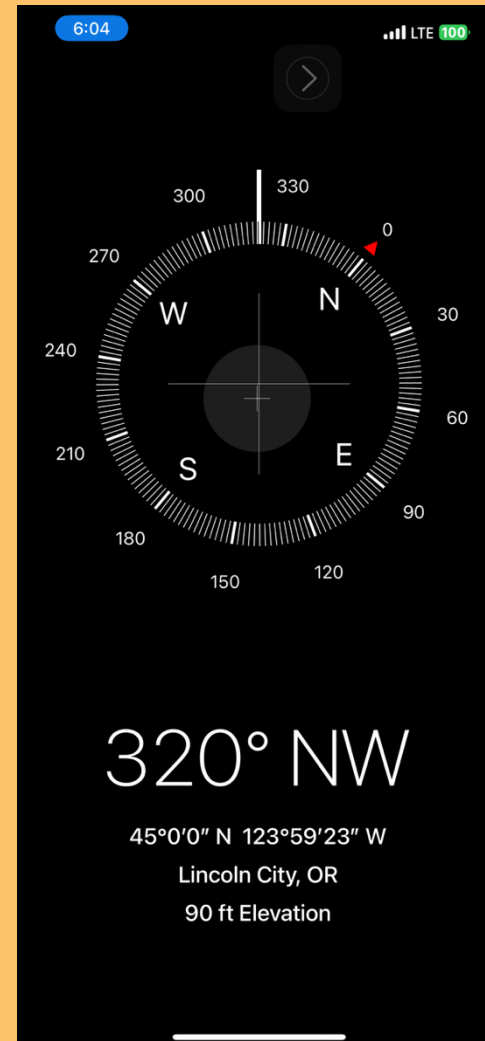 6:04 LTE 100
300 330
270 0
W N
240 30
210 60
S E
180 90
150 120
320° NW
45°0’0” N 123°59’23” W
Lincoln City, OR
90 ft Elevation